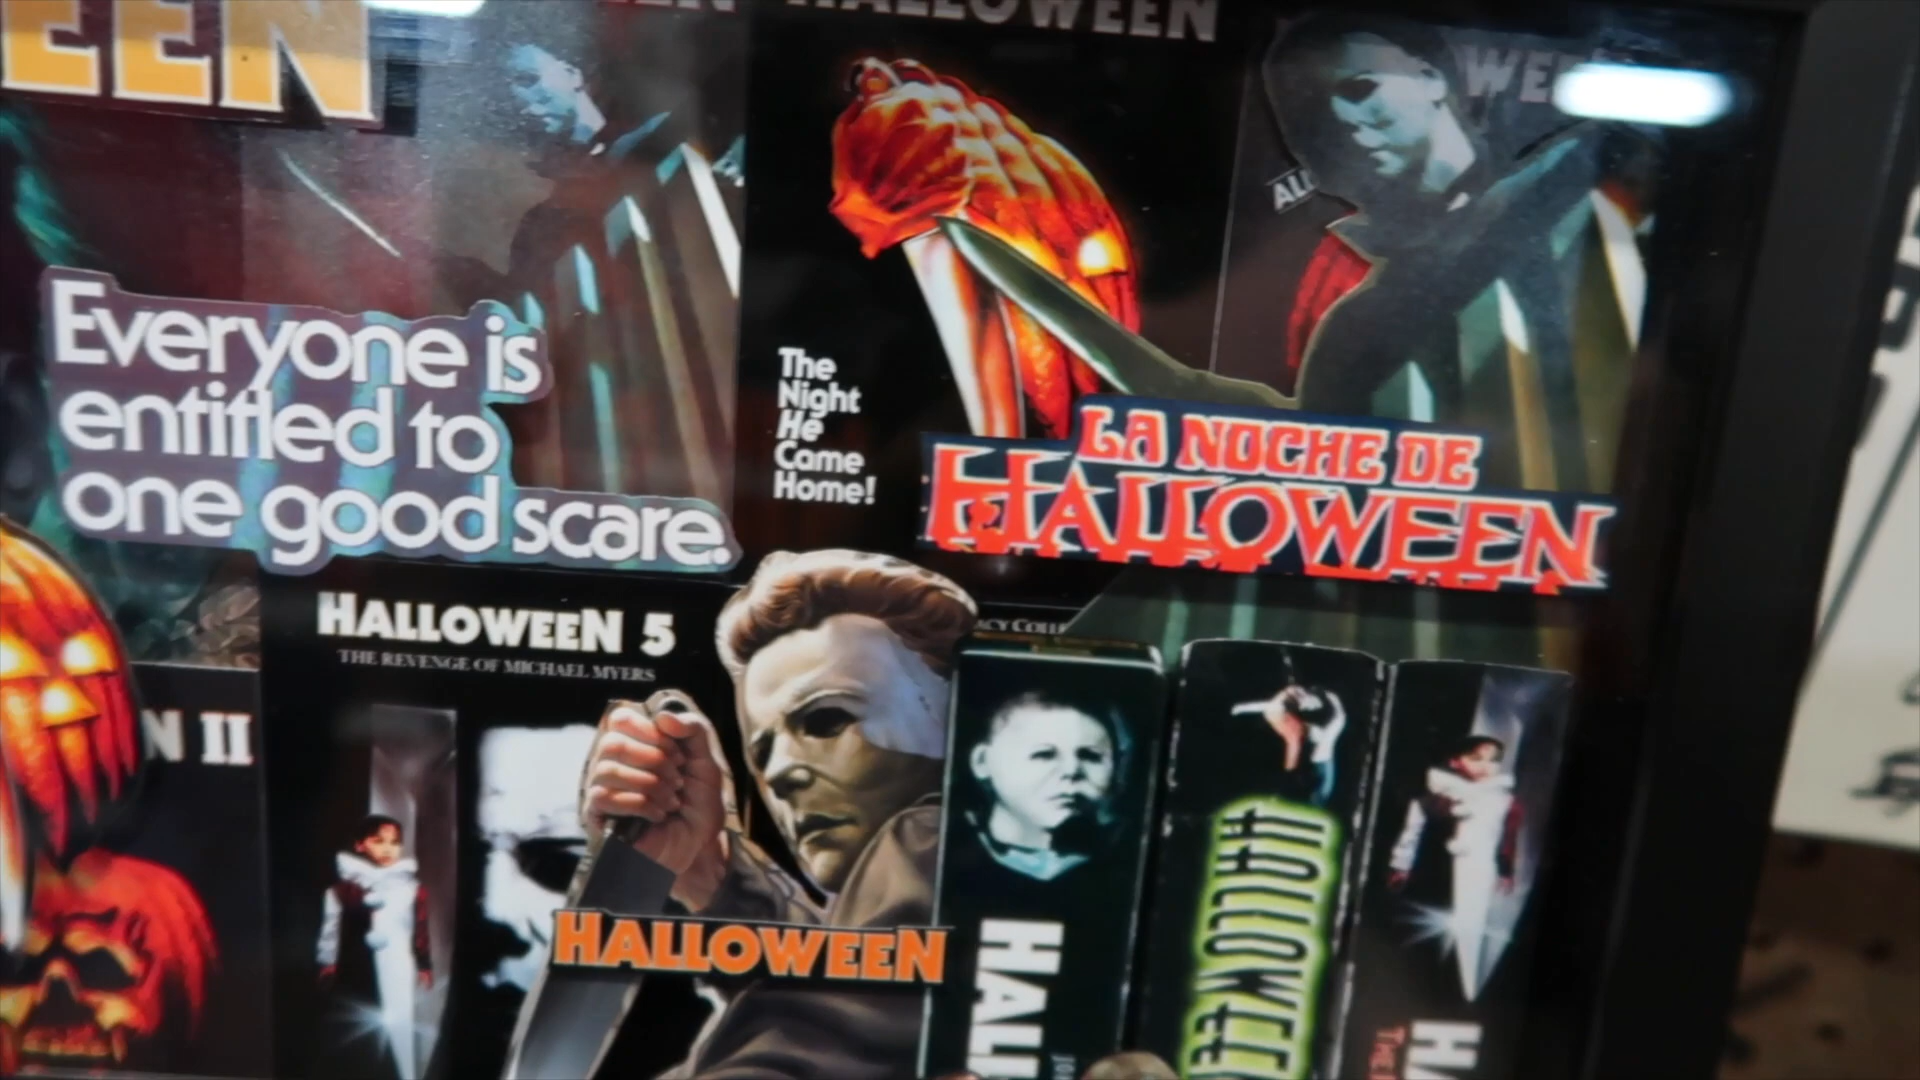 HALLOWEEN
Everyone is
entitled to
one good scare.
The
Night
He
Came
Home!
LA NOCHE DE
HALLOWEEN
HALLOWEEN 5
THE REVENGE OF MICHAEL MYERS
II
HALLOWEEN